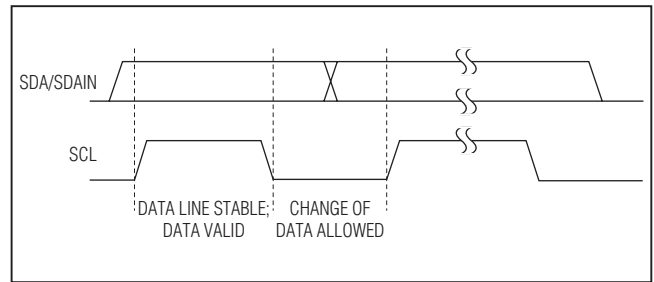 SDA/SDAIN
SCL
DATA LINE STABLE;
DATA VALID
CHANGE OF
DATA ALLOWED